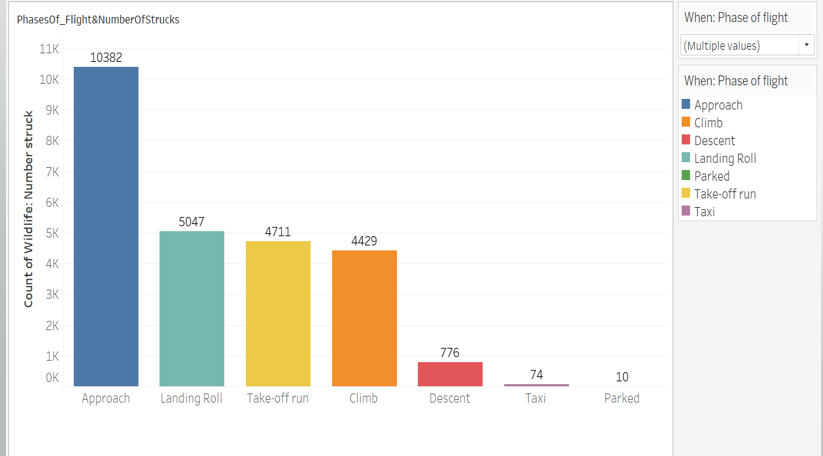 PhasesOf_Flight&NumberOfStrucks
11K
10K
9K
8K
7K
6K
5K
4K
3K
2K
1K
0K
Count of Wildlife: Number struck
10382
5047
4711
4429
776
74
10
Approach
Landing Roll
Take-off run
Climb
Descent
Taxi
Parked
When: Phase of flight
(Multiple values)
When: Phase of flight
Approach
Climb
Descent
Landing Roll
Parked
Take-off run
Taxi